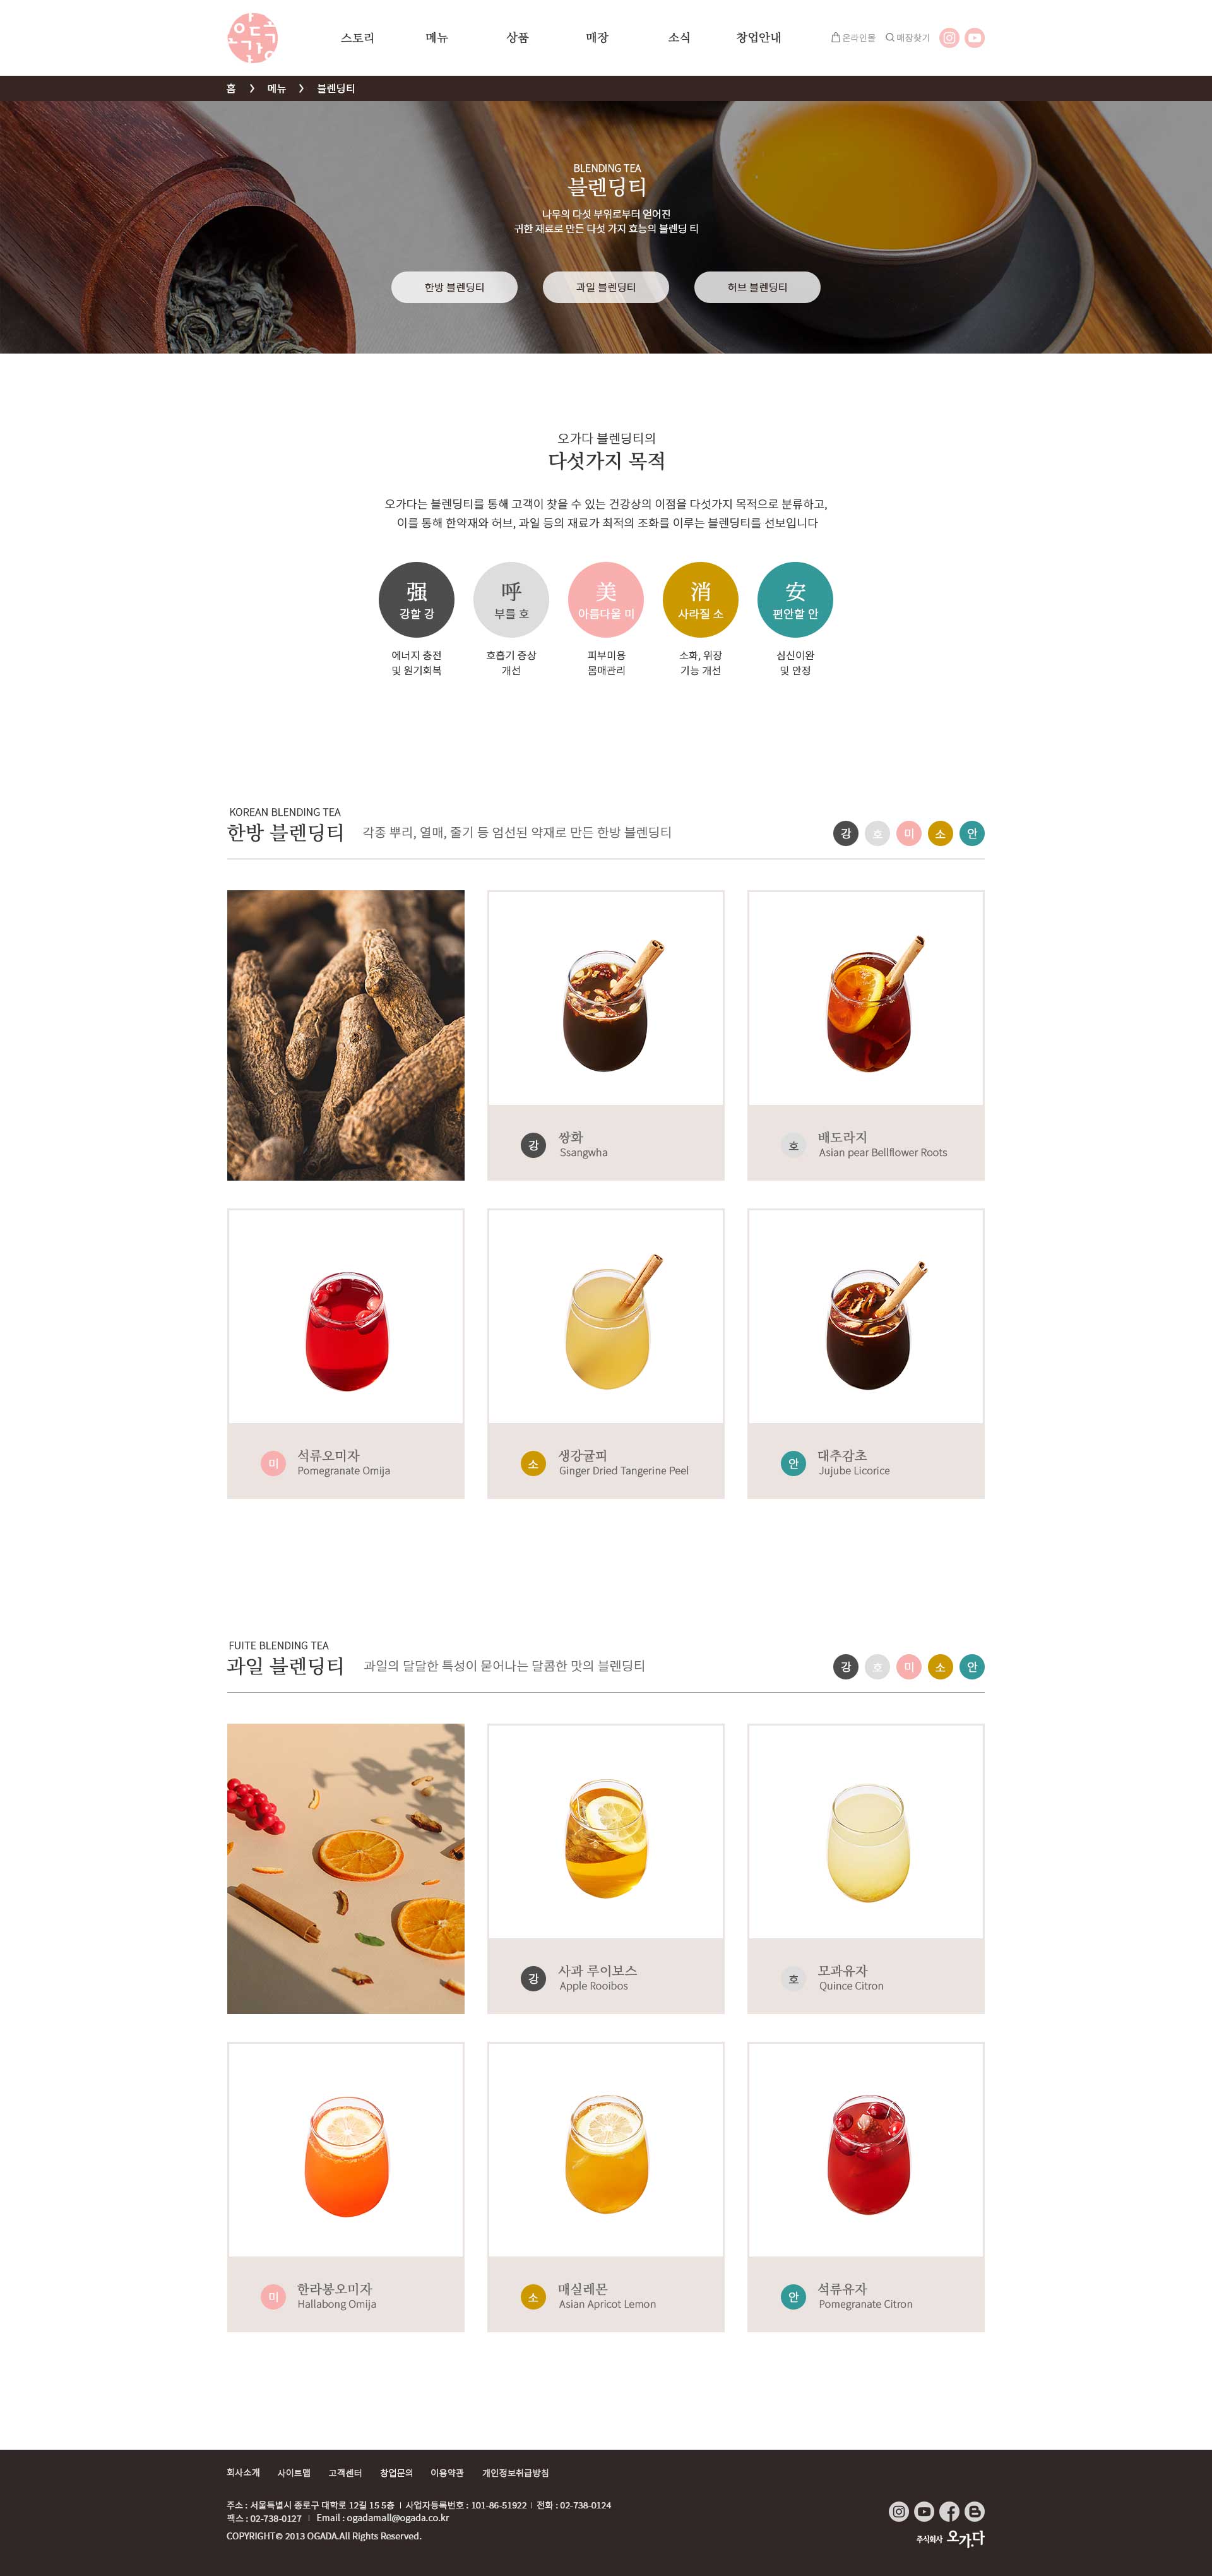 오가다
스토리 메뉴 상품 매장 소식 창업안내 온라인몰 매장찾기
홈 > 메뉴 > 블렌딩티
BLENDING TEA
블렌딩티
나무의 다섯 부위로부터 얻어진
귀한 재료로 만든 다섯 가지 효능의 블렌딩 티
한방 블렌딩티 과일 블렌딩티 허브 블렌딩티
오가다 블렌딩티의
다섯가지 목적
오가다는 블렌딩티를 통해 고객이 찾을 수 있는 건강상의 이점을 다섯가지 목적으로 분류하고,
이를 통해 한약재와 허브, 과일 등의 재료가 최적의 조화를 이루는 블렌딩티를 선보입니다
强 呼 美 消 安
강할 강 부를 호 아름다울 미 사라질 소 편안할 안
에너지 충전 호흡기 증상 피부미용 소화, 위장 심신이완
및 원기회복 개선 몸매관리 기능 개선 및 안정
KOREAN BLENDING TEA
한방 블렌딩티 각종 뿌리, 열매, 줄기 등 엄선된 약재로 만든 한방 블렌딩티 강 호 미 소 안
강 쌍화
Ssangwha
호 배도라지
Asian pear Bellflower Roots
미 석류오미자
Pomegranate Omija
소 생강귤피
Ginger Dried Tangerine Peel
안 대추감초
Jujube Licorice
FUITE BLENDING TEA
과일 블렌딩티 과일의 달달한 특성이 묻어나는 달콤한 맛의 블렌딩티 강 호 미 소 안
강 사과 루이보스
Apple Rooibos
호 모과유자
Quince Citron
미 한라봉오미자
Hallabong Omija
소 매실레몬
Asian Apricot Lemon
안 석류유자
Pomegranate Citron
회사소개 사이트맵 고객센터 창업문의 이용약관 개인정보취급방침
주소 : 서울특별시 종로구 대학로 12길 15 5층 | 사업자등록번호 : 101-86-51922 | 전화 : 02-738-0124
팩스 : 02-738-0127 | Email : ogadamall@ogada.co.kr
COPYRIGHT© 2013 OGADA.All Rights Reserved.
주식회사 오가다